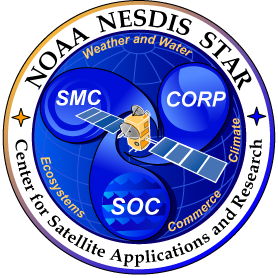 NOAA NESDIS STAR
Weather and Water
SMC
CORP
Climate
Ecosystems
SOC
Commerce
Center for Satellite Applications and Research